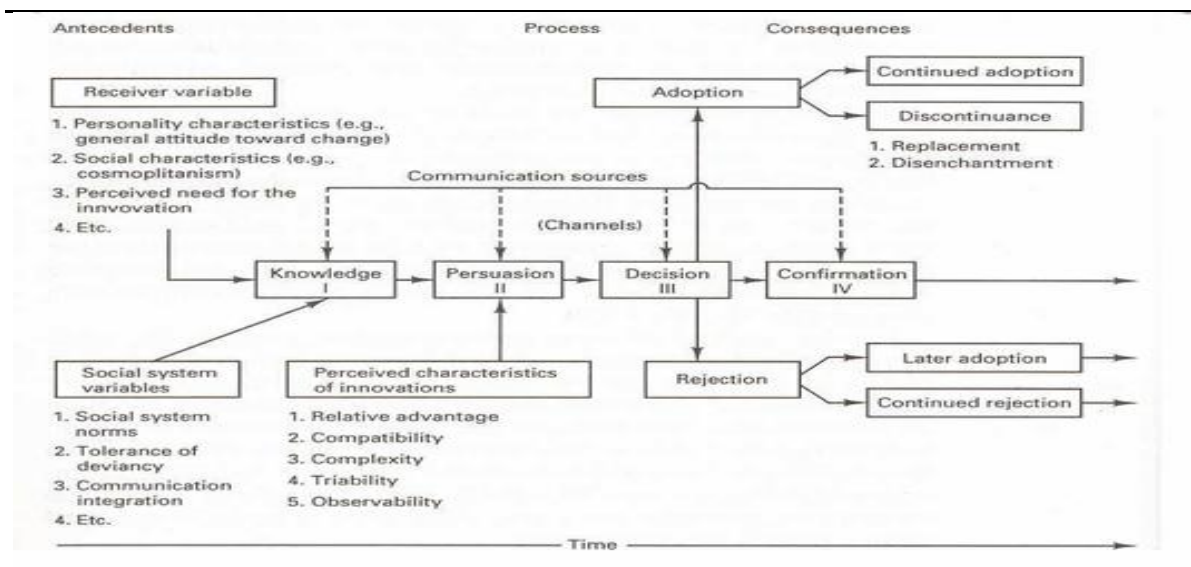 Antecedents
Process
Consequences
Receiver variable
1. Personality characteristics (e.g.,
general attitude toward change)
2. Social characteristics (e.g.,
cosmoplitanism)
3. Perceived need for the
innvovation
4. Etc.
Adoption
Continued adoption
Discontinuance
1. Replacement
2. Disenchantment
Communication sources
(Channels)
Knowledge
I
Persuasion
II
Decision
III
Confirmation
IV
Social system
variables
1. Social system
norms
2. Tolerance of
deviancy
3. Communication
integration
4. Etc.
Perceived characteristics
of innovations
1. Relative advantage
2. Compatibility
3. Complexity
4. Triability
5. Observability
Rejection
Later adoption
Continued rejection
Time